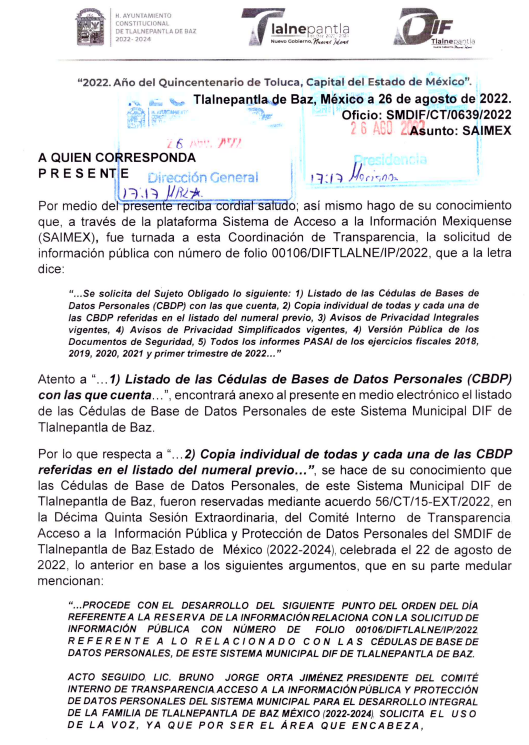 H. AYUNTAMIENTO
CONSTITUCIONAL
DE TLALNEPANTLA DE BAZ
2022- 2024
Tlalnepantla
Nuevo Gobierno, Nuevas Ideas
DIF
Tlalnepantla
"2022. Año del Quincentenario de Toluca, Capital del Estado de México".
Tlalnepantla de Baz, México a 26 de agosto de 2022.
Oficio: SMDIF/CT/0639/2022
26 AGO 2022
Asunto: SAIMEX
A QUIEN CORRESPONDA
Presidencia
P R E S E N T E
Dirección General
17:17
17:17
Por medio del presente reciba cordial saludo; así mismo hago de su conocimiento
que, a través de la plataforma Sistema de Acceso a la Información Mexiquense
(SAIMEX), fue turnada a esta Coordinación de Transparencia, la solicitud de
información pública con número de folio 00106/DIFTLALNE/IP/2022, que a la letra
dice:
"...Se solicita del Sujeto Obligado lo siguiente: 1) Listado de las Cédulas de Bases de
Datos Personales (CBDP) con las que cuenta, 2) Copia individual de todas y cada una de
las CBDP referidas en el listado del numeral previo, 3) Avisos de Privacidad Integrales
vigentes, 4) Avisos de Privacidad Simplificados vigentes, 4) Versión Pública de los
Documentos de Seguridad, 5) Todos los informes PASAI de los ejercicios fiscales 2018,
2019, 2020, 2021 y primer trimestre de 2022..."
Atento a "...1) Listado de las Cédulas de Bases de Datos Personales (CBDP)
con las que cuenta...", encontrará anexo al presente en medio electrónico el listado
de las Cédulas de Base de Datos Personales de este Sistema Municipal DIF de
Tlalnepantla de Baz.
Por lo que respecta a "...2) Copia individual de todas y cada una de las CBDP
referidas en el listado del numeral previo...", se hace de su conocimiento que
las Cédulas de Base de Datos Personales, de este Sistema Municipal DIF de
Tlalnepantla de Baz, fueron reservadas mediante acuerdo 56/CT/15-EXT/2022, en
la Décima Quinta Sesión Extraordinaria, del Comité Interno de Transparencia
Acceso a la Información Pública y Protección de Datos Personales del SMDIF de
Tlalnepantla de Baz Estado de México (2022-2024), celebrada el 22 de agosto de
2022, lo anterior en base a los siguientes argumentos, que en su parte medular
mencionan:
"...PROCEDE CON EL DESARROLLO DEL SIGUIENTE PUNTO DEL ORDEN DEL DÍA
REFERENTE A LA RESERVA DE LA INFORMACIÓN RELACIONA CON LA SOLICITUD DE
INFORMACIÓN PÚBLICA CON NÚMERO DE FOLIO 00106/DIFTLALNE/IP/2022
REFERENTE A LO RELACIONADO CON LAS CÉDULAS DE BASE DE
DATOS PERSONALES, DE ESTE SISTEMA MUNICIPAL DIF DE TLALNEPANTLA DE BAZ.
ACTO SEGUIDO, LIC. BRUNO JORGE ORTA JIMÉNEZ PRESIDENTE DEL COMITÉ
INTERNO DE TRANSPARENCIA ACCESO A LA INFORMACIÓN PÚBLICA Y PROTECCIÓN
DE DATOS PERSONALES DEL SISTEMA MUNICIPAL PARA EL DESARROLLO INTEGRAL
DE LA FAMILIA DE TLALNEPANTLA DE BAZ MÉXICO (2022-2024), SOLICITA EL USO
DE LA VOZ, YA QUE POR SER EL ÁREA QUE ENCABEZA,